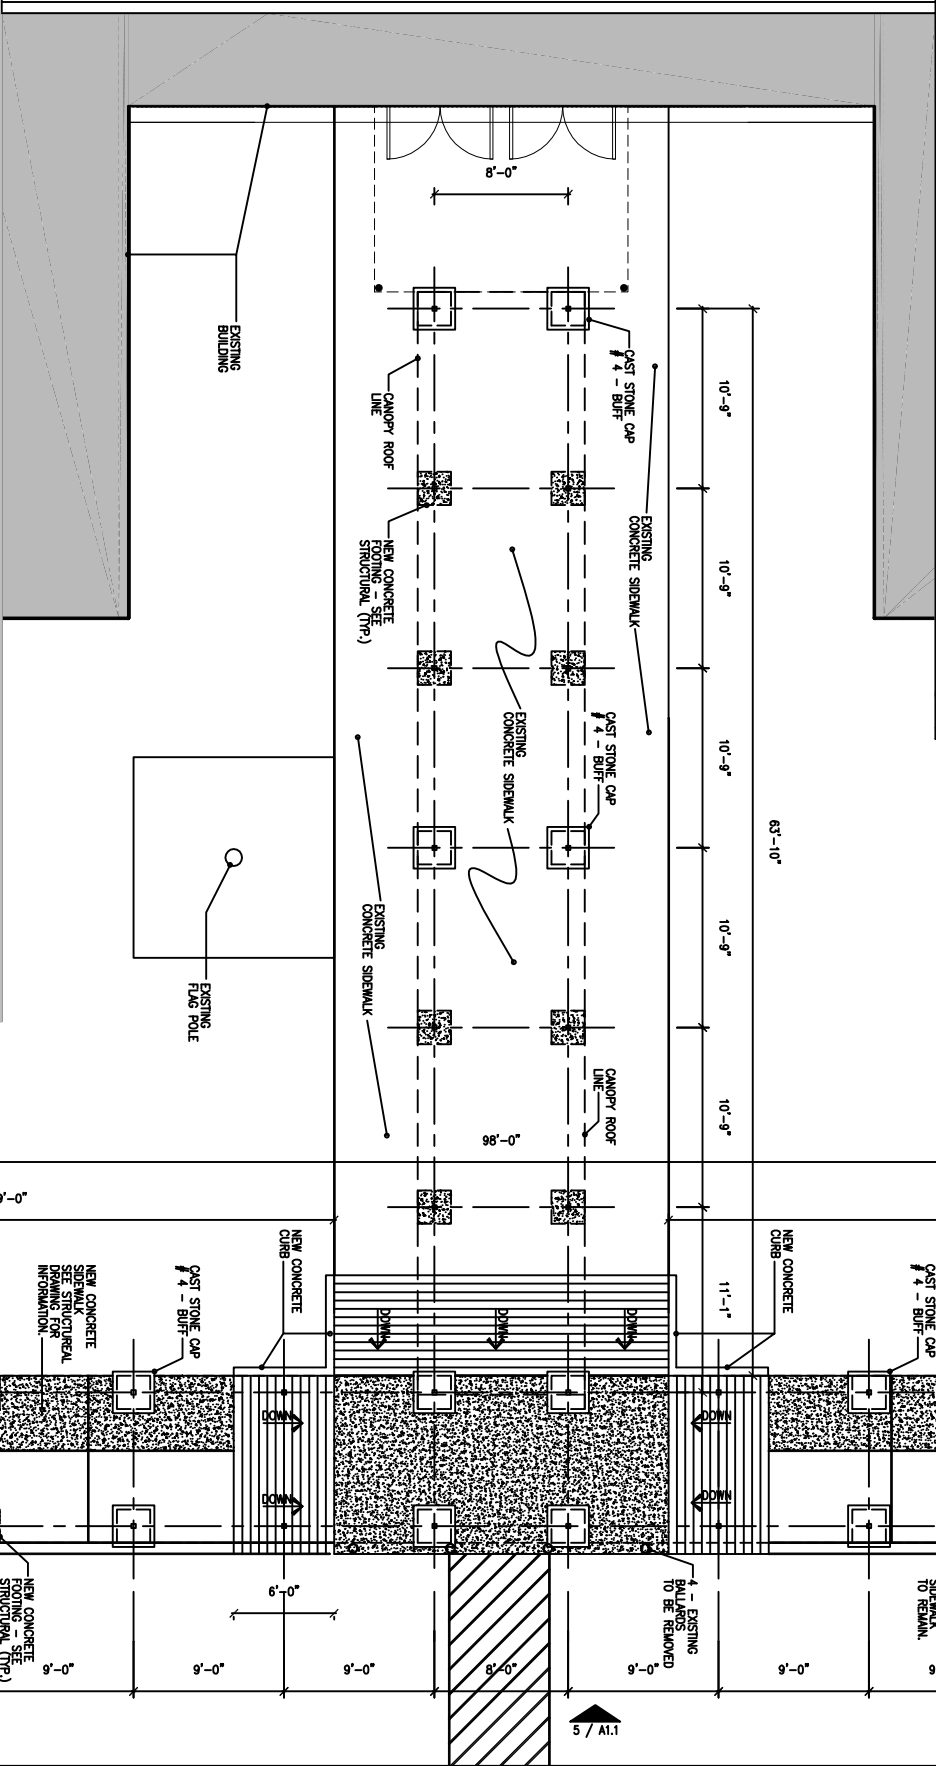 8'-0"
EXISTING
BUILDING
CANOPY ROOF
LINE
CAST STONE CAP
# 4 - BUFF
10'-9"
EXISTING
CONCRETE SIDEWALK
NEW CONCRETE
FOOTING - SEE
STRUCTURAL (TYP.)
10'-9"
CAST STONE CAP
# 4 - BUFF
EXISTING
CONCRETE SIDEWALK
10'-9"
63'-10"
EXISTING
CONCRETE SIDEWALK
10'-9"
EXISTING
FLAG POLE
CANOPY ROOF
LINE
10'-9"
98'-0"
9'-0"
NEW CONCRETE
CURB
NEW CONCRETE
CURB
11'-1"
CAST STONE CAP
# 4 - BUFF
CAST STONE CAP
# 4 - BUFF
NEW CONCRETE
SIDEWALK
SEE STRUCTUREAL
DRAWING FOR
INFORMATION.
DOWN
DOWN
DOWN
DOWN
DOWN
DOWN
DOWN
4 - EXISTING
BALLARDS
TO BE REMOVED
SIDEWALK
TO REMAIN.
NEW CONCRETE
FOOTING - SEE
STRUCTURAL (TYP.)
6'-0"
9'-0"
9'-0"
9'-0"
8'-0"
9'-0"
9'-0"
5 / A1.1